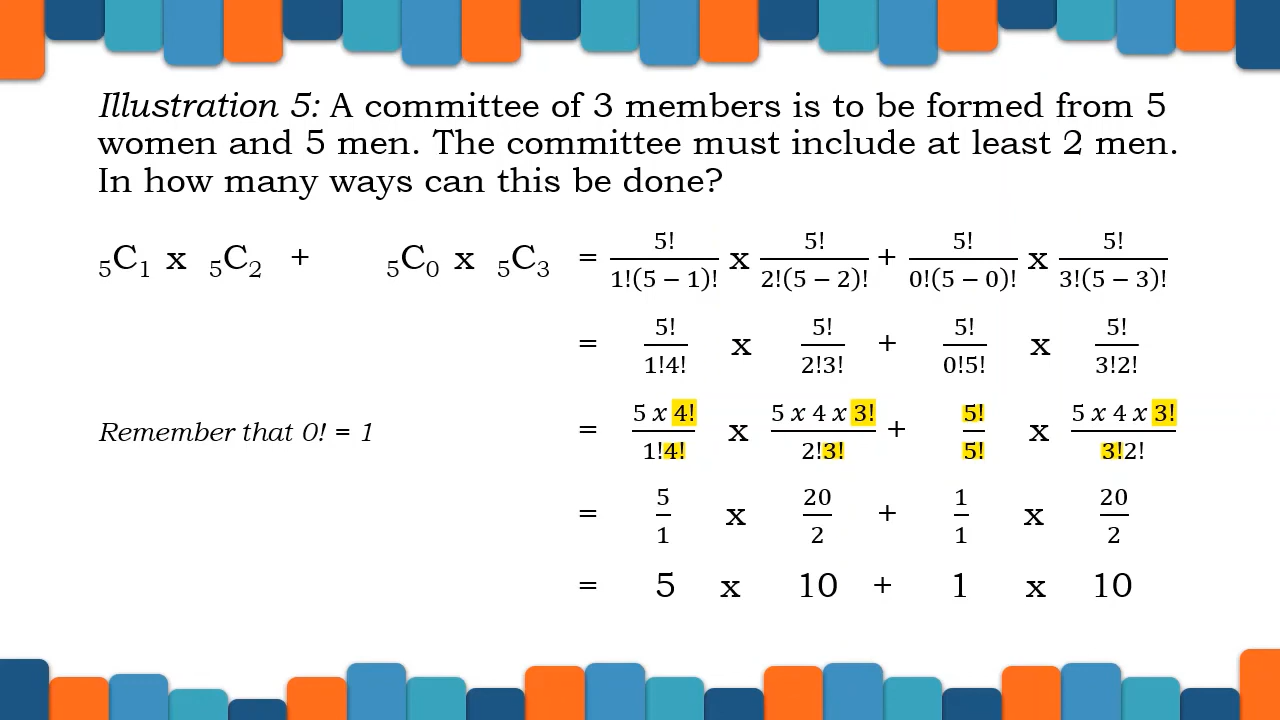 Illustration 5: A committee of 3 members is to be formed from 5
women and 5 men. The committee must include at least 2 men.
In how many ways can this be done?
₅C₁ x ₅C₂ + ₅C₀ x ₅C₃ = 5!/1!(5 − 1)! x 5!/2!(5 − 2)! + 5!/0!(5 − 0)! x 5!/3!(5 − 3)!
= 5!/1!4! x 5!/2!3! + 5!/0!5! x 5!/3!2!
Remember that 0! = 1 = 5 x 4!/1!4! x 5 x 4 x 3!/2!3! + 5!/5! x 5 x 4 x 3!/3!2!
= 5/1 x 20/2 + 1/1 x 20/2
= 5 x 10 + 1 x 10